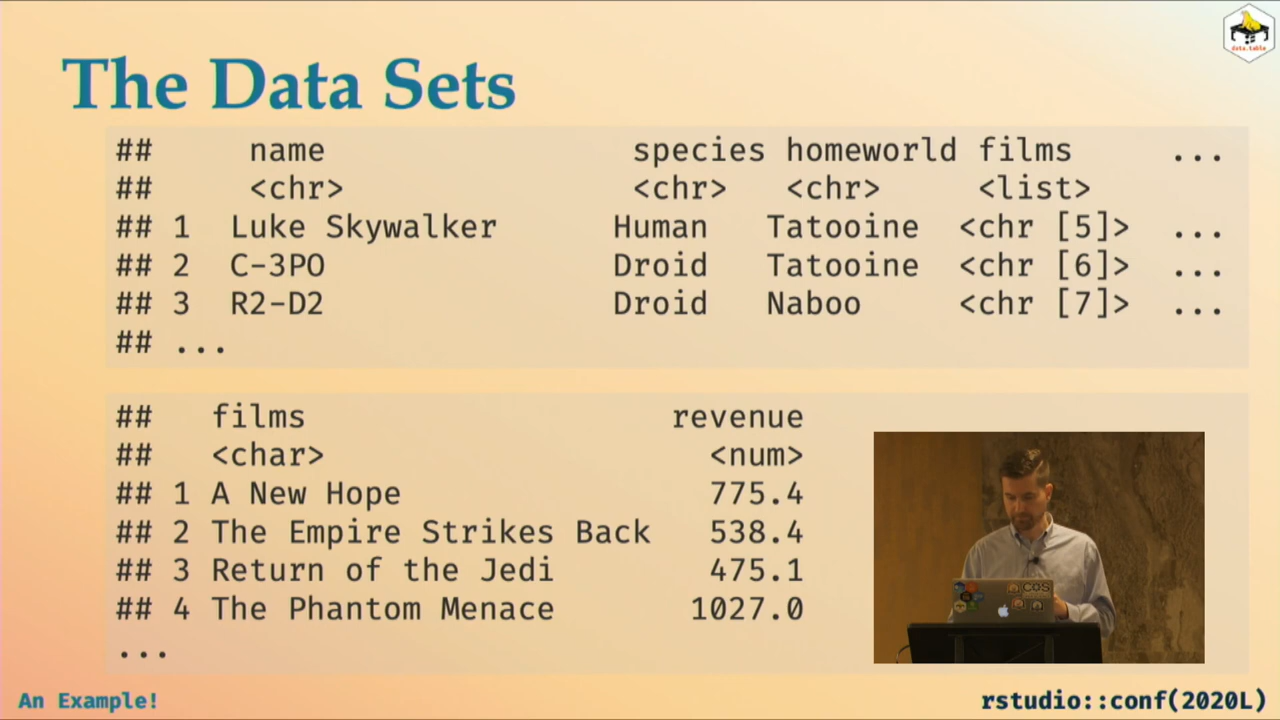 data.table
The Data Sets
##     name                species homeworld films     ...
##     <chr>               <chr>   <chr>     <list>
## 1  Luke Skywalker      Human   Tatooine  <chr [5]>  ...
## 2  C-3PO               Droid   Tatooine  <chr [6]>  ...
## 3  R2-D2               Droid   Naboo     <chr [7]>  ...
## ...
##   films                    revenue
##   <char>                     <num>
## 1 A New Hope                 775.4
## 2 The Empire Strikes Back    538.4
## 3 Return of the Jedi         475.1
## 4 The Phantom Menace        1027.0
...
COS
An Example!
rstudio::conf(2020L)